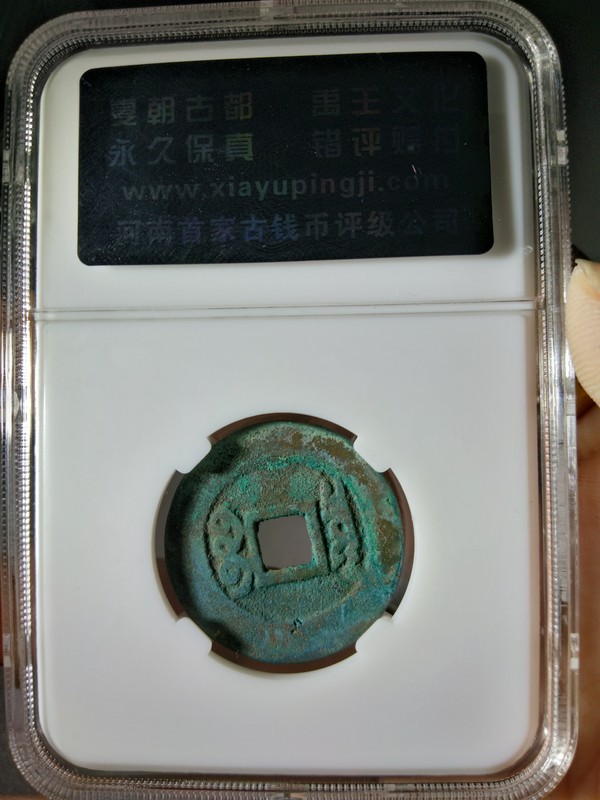 夏朝古都 禹王文化
永久保真 错评赔付
www.xiayupingji.com
河南首家古钱币评级公司